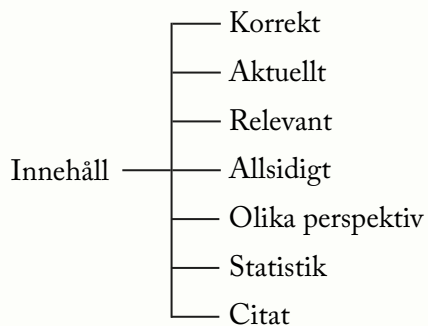 Korrekt
Aktuellt
Relevant
Innehåll
Allsidigt
Olika perspektiv
Statistik
Citat